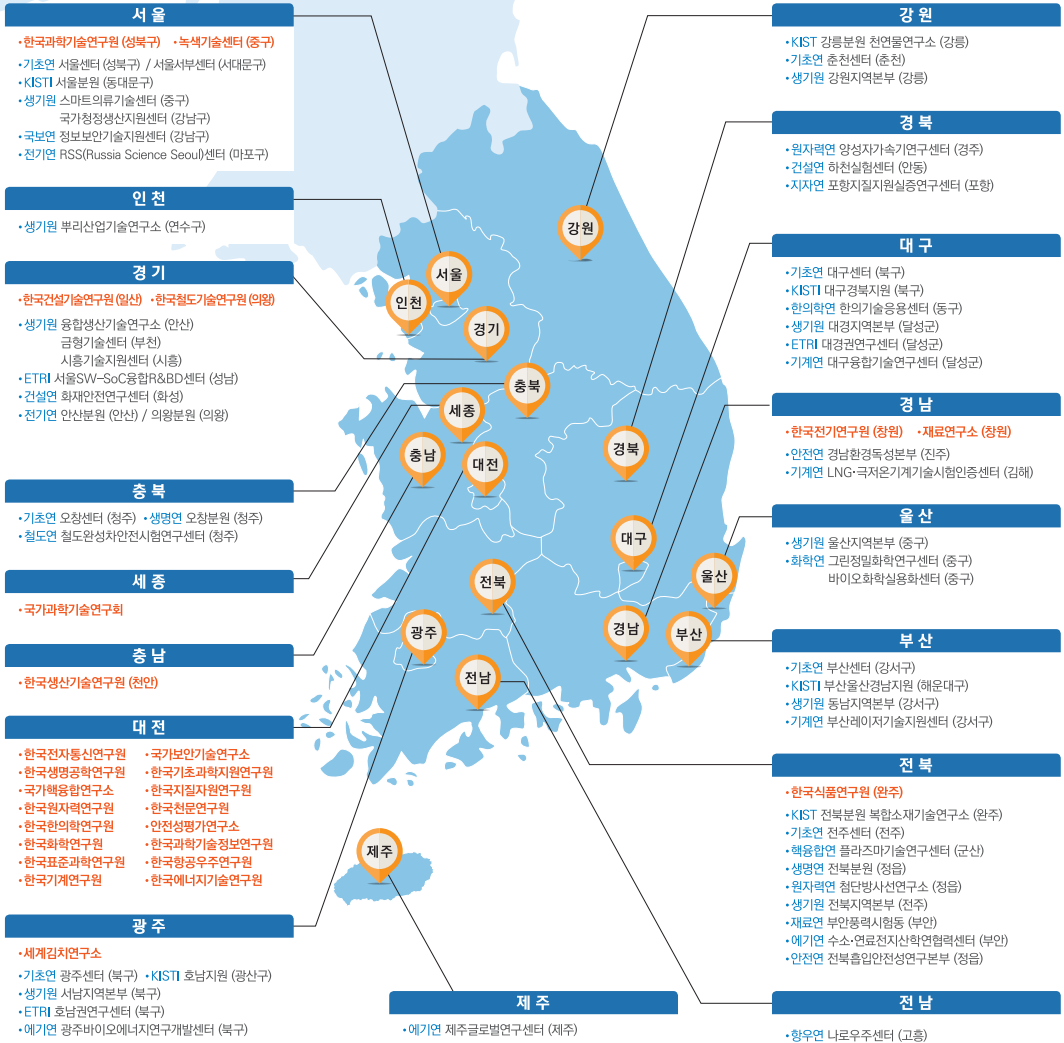 서울
•한국과학기술연구원 (성북구) •녹색기술센터 (중구)
•기초연 서울센터 (성북구) / 서울서부센터 (서대문구)
•KISTI 서울분원 (동대문구)
•생기원 스마트의류기술센터 (중구)
국가청정생산지원센터 (강남구)
•국보연 정보보안기술지원센터 (강남구)
•전기연 RSS(Russia Science Seoul)센터 (마포구)
인천
•생기원 뿌리산업기술연구소 (연수구)
경기
•한국건설기술연구원 (일산) •한국철도기술연구원 (의왕)
•생기원 융합생산기술연구소 (안산)
금형기술센터 (부천)
시흥기술지원센터 (시흥)
•ETRI 서울SW-SoC융합R&BD센터 (성남)
•건설연 화재안전연구센터 (화성)
•전기연 안산분원 (안산) / 의왕분원 (의왕)
충북
•기초연 오창센터 (청주) •생명연 오창분원 (청주)
•철도연 철도완성차안전시험연구센터 (청주)
세종
•국가과학기술연구회
충남
•한국생산기술연구원 (천안)
대전
•한국전자통신연구원 •국가보안기술연구소
•한국생명공학연구원 •한국기초과학지원연구원
•국가핵융합연구소 •한국지질자원연구원
•한국원자력연구원 •한국천문연구원
•한국한의학연구원 •안전성평가연구소
•한국화학연구원 •한국과학기술정보연구원
•한국표준과학연구원 •한국항공우주연구원
•한국기계연구원 •한국에너지기술연구원
광주
•세계김치연구소
•기초연 광주센터 (북구) •KISTI 호남지원 (광산구)
•생기원 서남지역본부 (북구)
•ETRI 호남권연구센터 (북구)
•에기연 광주바이오에너지연구개발센터 (북구)
강원
서울
인천
경기
충북
세종
충남
대전
경북
대구
울산
전북
광주
경남
부산
전남
제주
제주
•에기연 제주글로벌연구센터 (제주)
강원
•KIST 강릉분원 천연물연구소 (강릉)
•기초연 춘천센터 (춘천)
•생기원 강원지역본부 (강릉)
경북
•원자력연 양성자가속기연구센터 (경주)
•건설연 하천실험센터 (안동)
•지자연 포항지질지원실증연구센터 (포항)
대구
•기초연 대구센터 (북구)
•KISTI 대구경북지원 (북구)
•한의학연 한의기술응용센터 (동구)
•생기원 대경지역본부 (달성군)
•ETRI 대경권연구센터 (달성군)
•기계연 대구융합기술연구센터 (달성군)
경남
•한국전기연구원 (창원) •재료연구소 (창원)
•안전연 경남환경독성본부 (진주)
•기계연 LNG·극저온기계기술시험인증센터 (김해)
울산
•생기원 울산지역본부 (중구)
•화학연 그린정밀화학연구센터 (중구)
바이오화학실용화센터 (중구)
부산
•기초연 부산센터 (강서구)
•KISTI 부산울산경남지원 (해운대구)
•생기원 동남지역본부 (강서구)
•기계연 부산레이저기술지원센터 (강서구)
전북
•한국식품연구원 (완주)
•KIST 전북분원 복합소재기술연구소 (완주)
•기초연 전주센터 (전주)
•핵융합연 플라즈마기술연구센터 (군산)
•생명연 전북분원 (정읍)
•원자력연 첨단방사선연구소 (정읍)
•생기원 전북지역본부 (전주)
•재료연 부안풍력시험동 (부안)
•에기연 수소·연료전지산학연협력센터 (부안)
•안전연 전북흡입안전성연구본부 (정읍)
전남
•항우연 나로우주센터 (고흥)